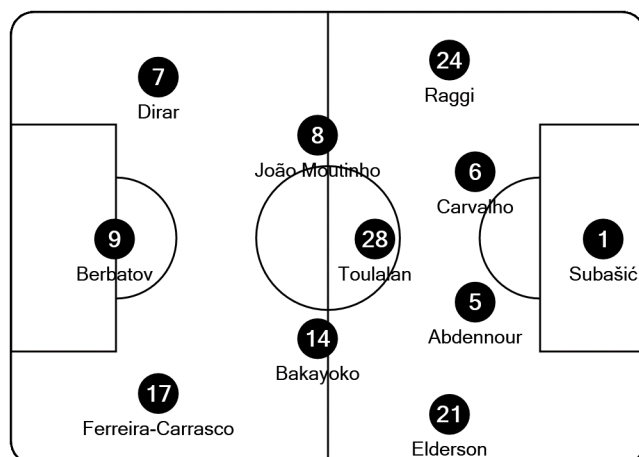 24
Raggi
7
Dirar
8
João Moutinho
6
Carvalho
9
Berbatov
28
Toulalan
1
Subašić
5
Abdennour
14
Bakayoko
17
Ferreira-Carrasco
21
Elderson